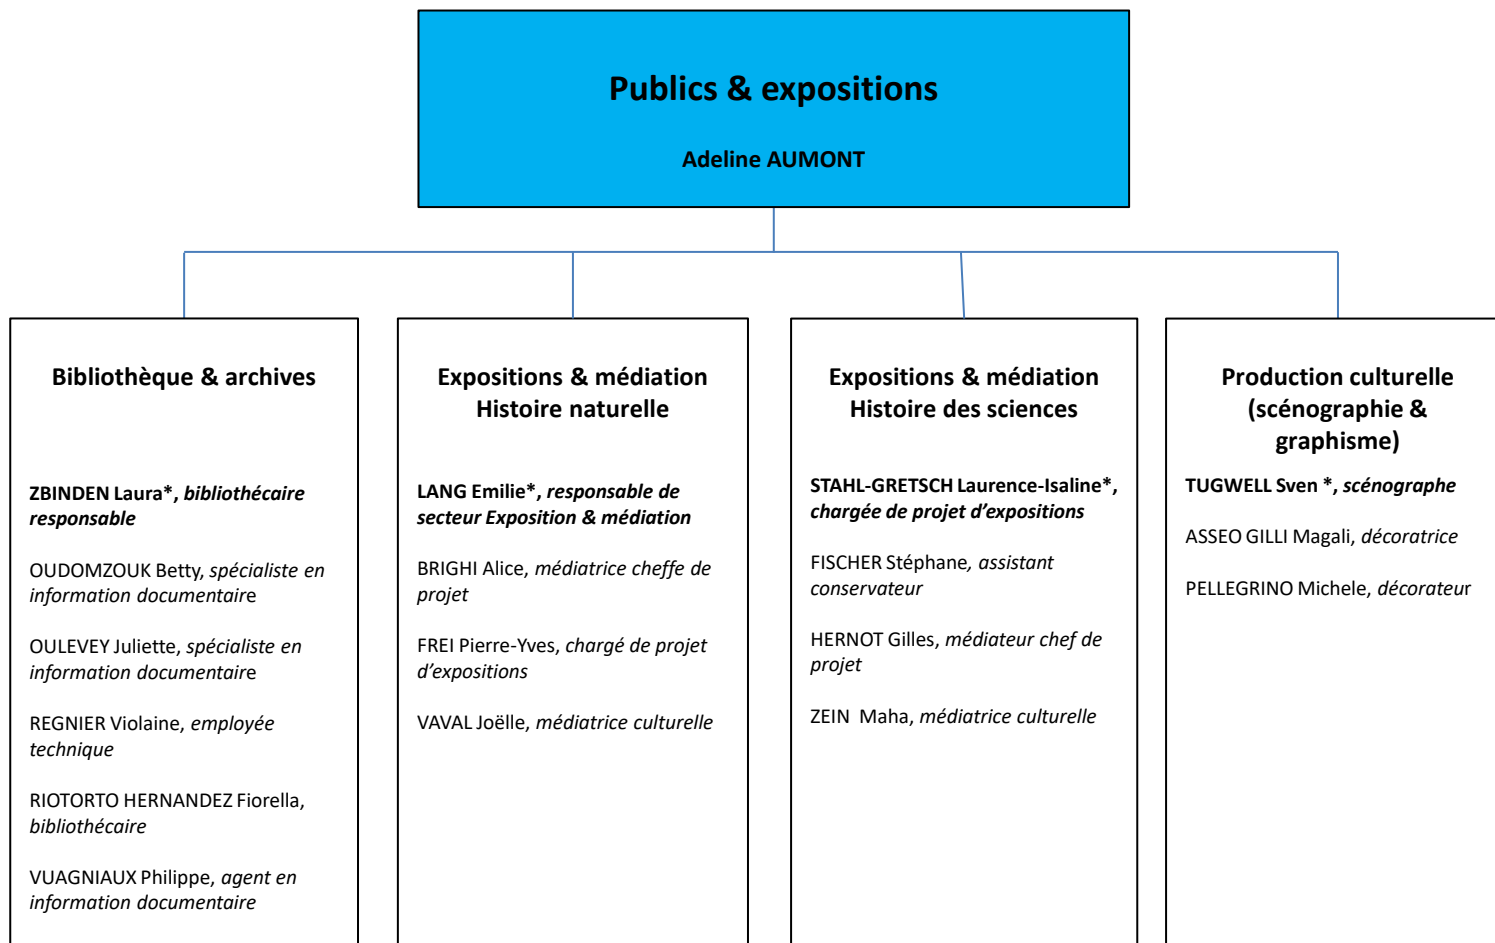 Publics & expositions
Adeline AUMONT
Bibliothèque & archives
ZBINDEN Laura*, bibliothécaire
responsable
OUDOMZOUK Betty, spécialiste en
information documentaire
OULEVEY Juliette, spécialiste en
information documentaire
REGNIER Violaine, employée
technique
RIOTORTO HERNANDEZ Fiorella,
bibliothécaire
VUAGNIAUX Philippe, agent en
information documentaire
Expositions & médiation
Histoire naturelle
LANG Emilie*, responsable de
secteur Exposition & médiation
BRIGHI Alice, médiatrice cheffe de
projet
FREI Pierre-Yves, chargé de projet
d’expositions
VAVAL Joëlle, médiatrice culturelle
Expositions & médiation
Histoire des sciences
STAHL-GRETSCH Laurence-Isaline*,
chargée de projet d’expositions
FISCHER Stéphane, assistant
conservateur
HERNOT Gilles, médiateur chef de
projet
ZEIN  Maha, médiatrice culturelle
Production culturelle
(scénographie &
graphisme)
TUGWELL Sven *, scénographe
ASSEO GILLI Magali, décoratrice
PELLEGRINO Michele, décorateur